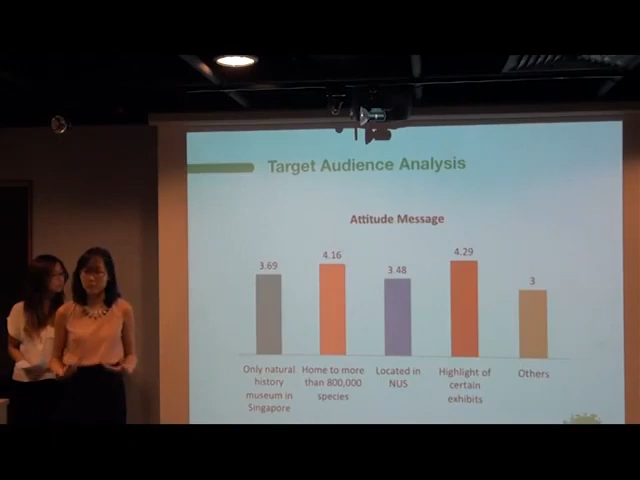 Target Audience Analysis
Attitude Message
3.69
4.16
3.48
4.29
3
Only natural
history
museum in
Singapore
Home to more
than 800,000
species
Located in
NUS
Highlight of
certain
exhibits
Others